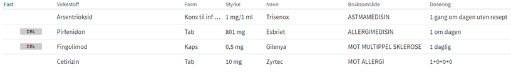 Fast Virkestoff Form Styrke Navn Bruksområde Dosering
Arsentrioksid Kons til inf ... 1 mg/1 ml Trisenox ASTMAMEDISIN 1 gang om dagen uten resept
OBL Pirfenidon Tab 801 mg Esbriet ALLERGIMEDISIN 1 om dagen
OBL Fingolimod Kaps 0,5 mg Gilenya MOT MULTIPPEL SKLEROSE 1 daglig
Cetirizin Tab 10 mg Zyrtec MOT ALLERGI 1+0+0+0